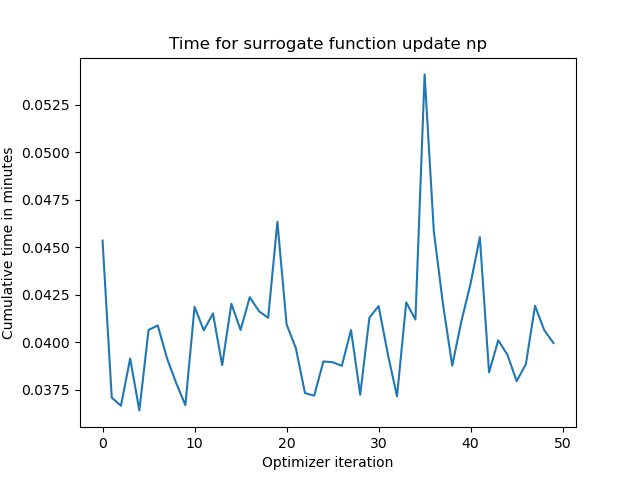 Time for surrogate function update np
Cumulative time in minutes
0.0525
0.0500
0.0475
0.0450
0.0425
0.0400
0.0375
0 10 20 30 40 50
Optimizer iteration